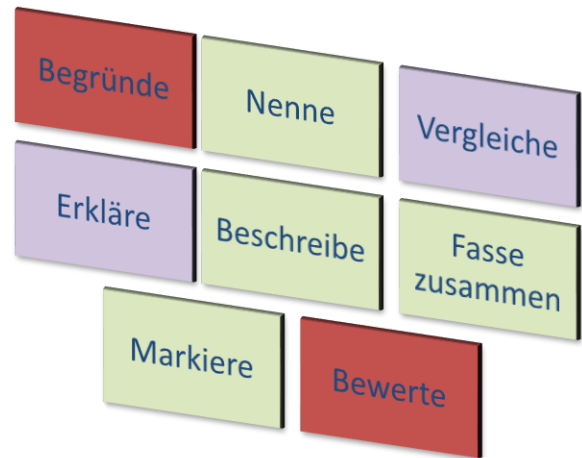 Begründe
Nenne
Vergleiche
Erkläre
Beschreibe
Fasse
zusammen
Markiere
Bewerte